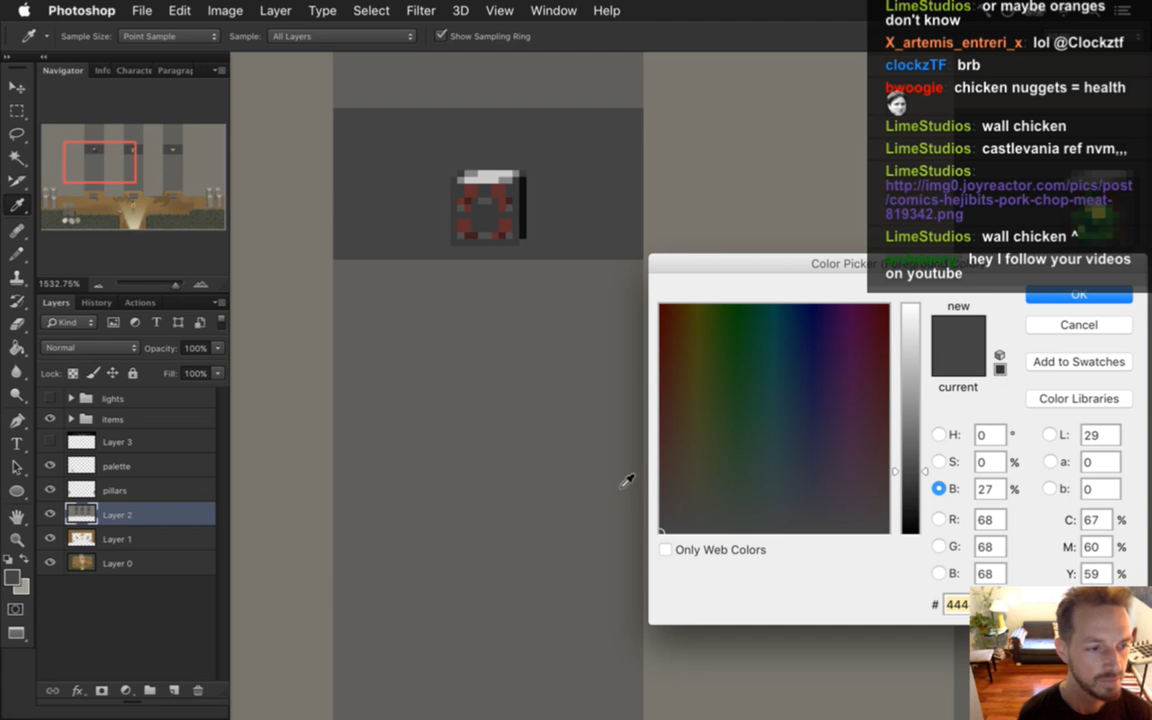 Photoshop File Edit Image Layer Type Select Filter 3D View Window Help
Sample Size: Point Sample Sample: All Layers Show Sampling Ring
Navigator Info Characte Paragraj
1532.75%
Layers History Actions
Kind
Normal Opacity: 100%
Lock: Fill: 100%
lights
items
Layer 3
palette
pillars
Layer 2
Layer 1
Layer 0
fx
LimeStudios: or maybe oranges
don't know
X_artemis_entreri_x: lol @Clockztf
clockzTF: brb
bwoogie: chicken nuggets = health
LimeStudios: wall chicken
LimeStudios: castlevania ref nvm,,,
LimeStudios:
http://img0.joyreactor.com/pics/post
/comics-hejibits-pork-chop-meat-
819342.png
LimeStudios: wall chicken ^
hey I follow your videos
on youtube
OK
new
Cancel
Add to Swatches
current
Color Libraries
H: 0 ° L: 29
S: 0 % a: 0
B: 27 % b: 0
R: 68 C: 67 %
G: 68 M: 60 %
B: 68 Y: 59 %
Only Web Colors
# 444